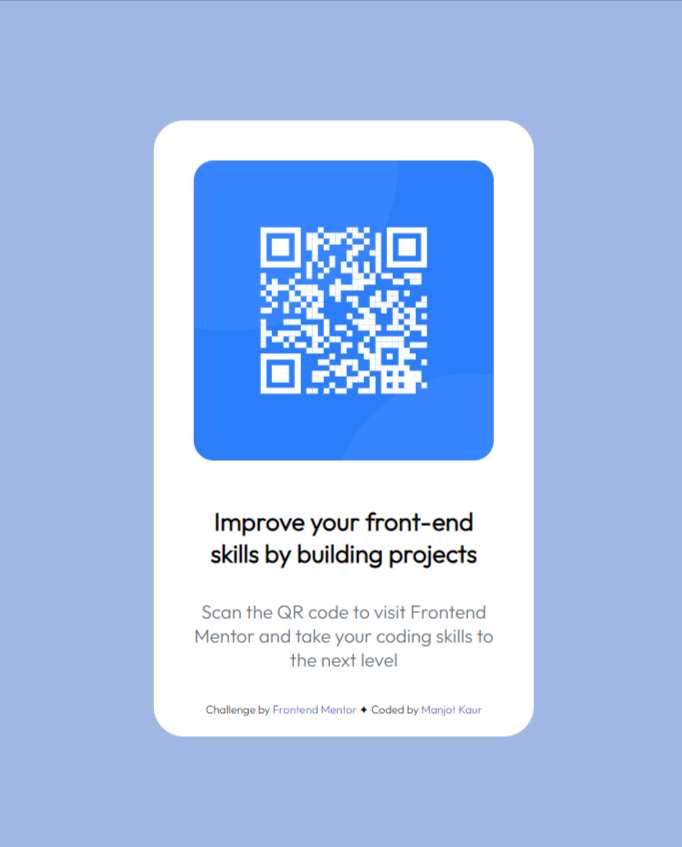 Improve your front-end
skills by building projects
Scan the QR code to visit Frontend
Mentor and take your coding skills to
the next level
Challenge by Frontend Mentor ✦ Coded by Manjot Kaur